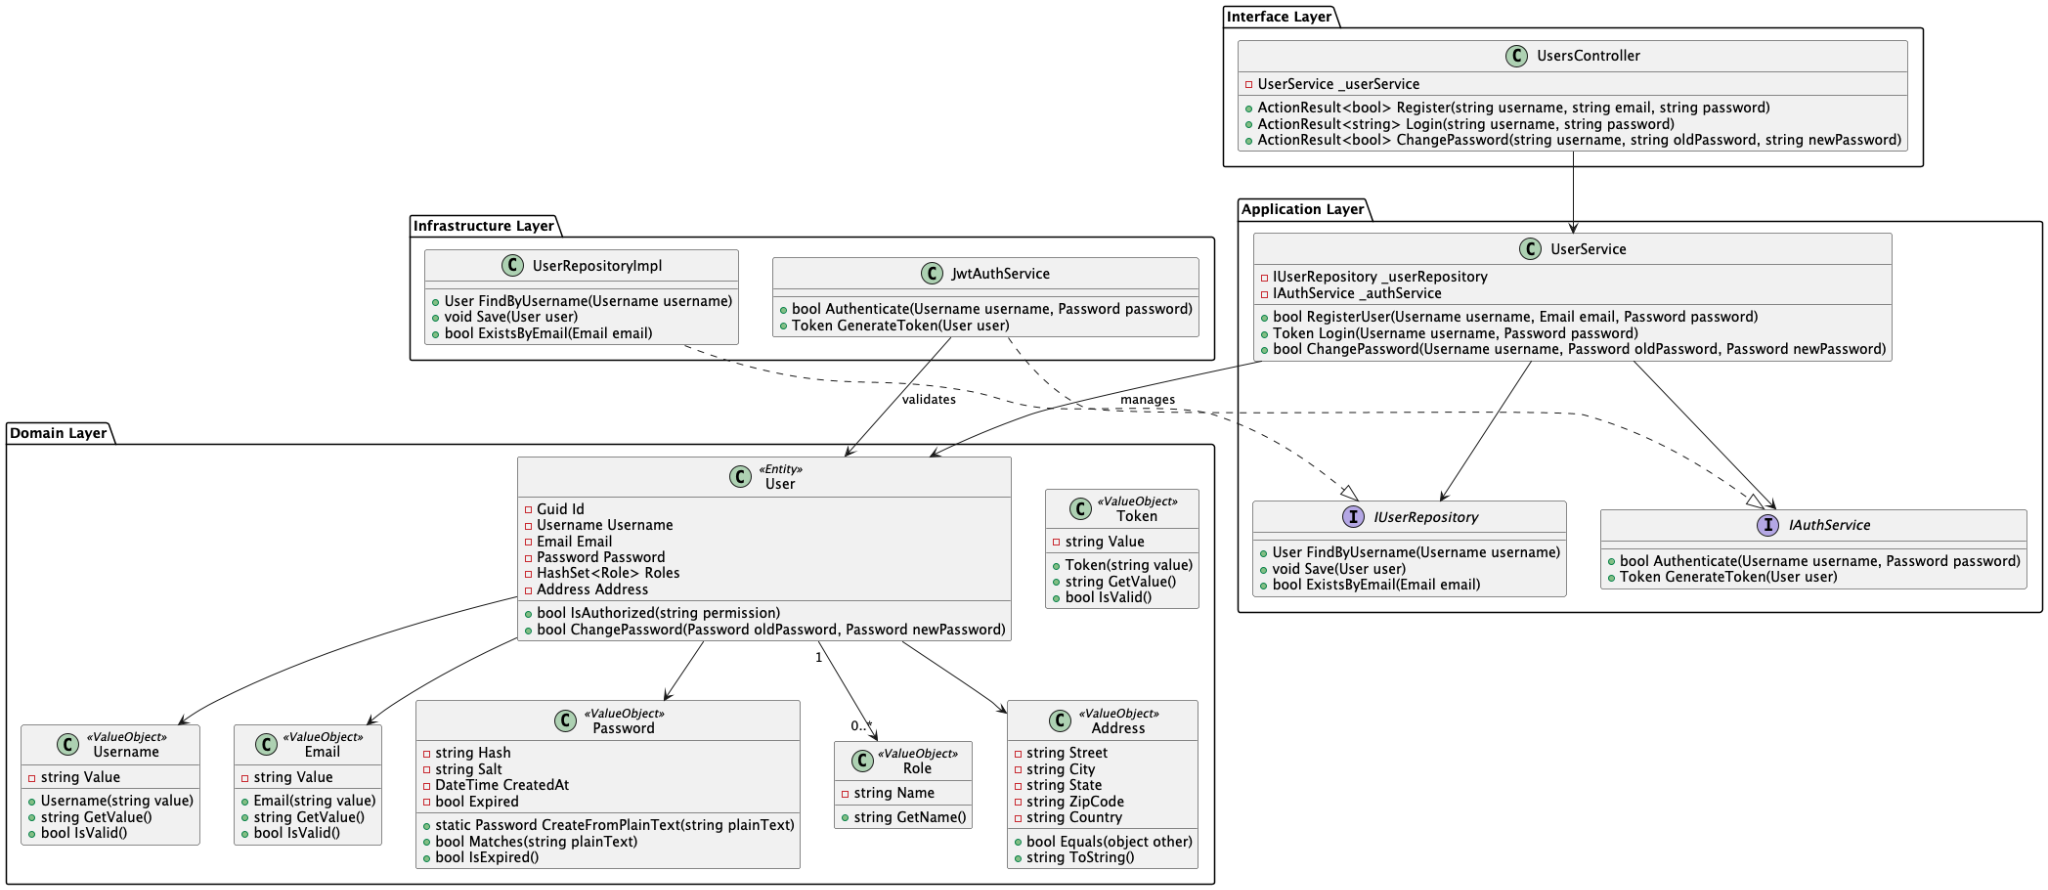 Interface Layer
C UsersController
UserService _userService
ActionResult<bool> Register(string username, string email, string password)
ActionResult<string> Login(string username, string password)
ActionResult<bool> ChangePassword(string username, string oldPassword, string newPassword)
Infrastructure Layer
C UserRepositoryImpl
User FindByUsername(Username username)
void Save(User user)
bool ExistsByEmail(Email email)
C JwtAuthService
bool Authenticate(Username username, Password password)
Token GenerateToken(User user)
Application Layer
C UserService
IUserRepository _userRepository
IAuthService _authService
bool RegisterUser(Username username, Email email, Password password)
Token Login(Username username, Password password)
bool ChangePassword(Username username, Password oldPassword, Password newPassword)
validates
manages
I IUserRepository
User FindByUsername(Username username)
void Save(User user)
bool ExistsByEmail(Email email)
I IAuthService
bool Authenticate(Username username, Password password)
Token GenerateToken(User user)
Domain Layer
C «Entity»
User
Guid Id
Username Username
Email Email
Password Password
HashSet<Role> Roles
Address Address
bool IsAuthorized(string permission)
bool ChangePassword(Password oldPassword, Password newPassword)
C «ValueObject»
Token
string Value
Token(string value)
string GetValue()
bool IsValid()
1
0..*
C «ValueObject»
Username
string Value
Username(string value)
string GetValue()
bool IsValid()
C «ValueObject»
Email
string Value
Email(string value)
string GetValue()
bool IsValid()
C «ValueObject»
Password
string Hash
string Salt
DateTime CreatedAt
bool Expired
static Password CreateFromPlainText(string plainText)
bool Matches(string plainText)
bool IsExpired()
C «ValueObject»
Role
string Name
string GetName()
C «ValueObject»
Address
string Street
string City
string State
string ZipCode
string Country
bool Equals(object other)
string ToString()